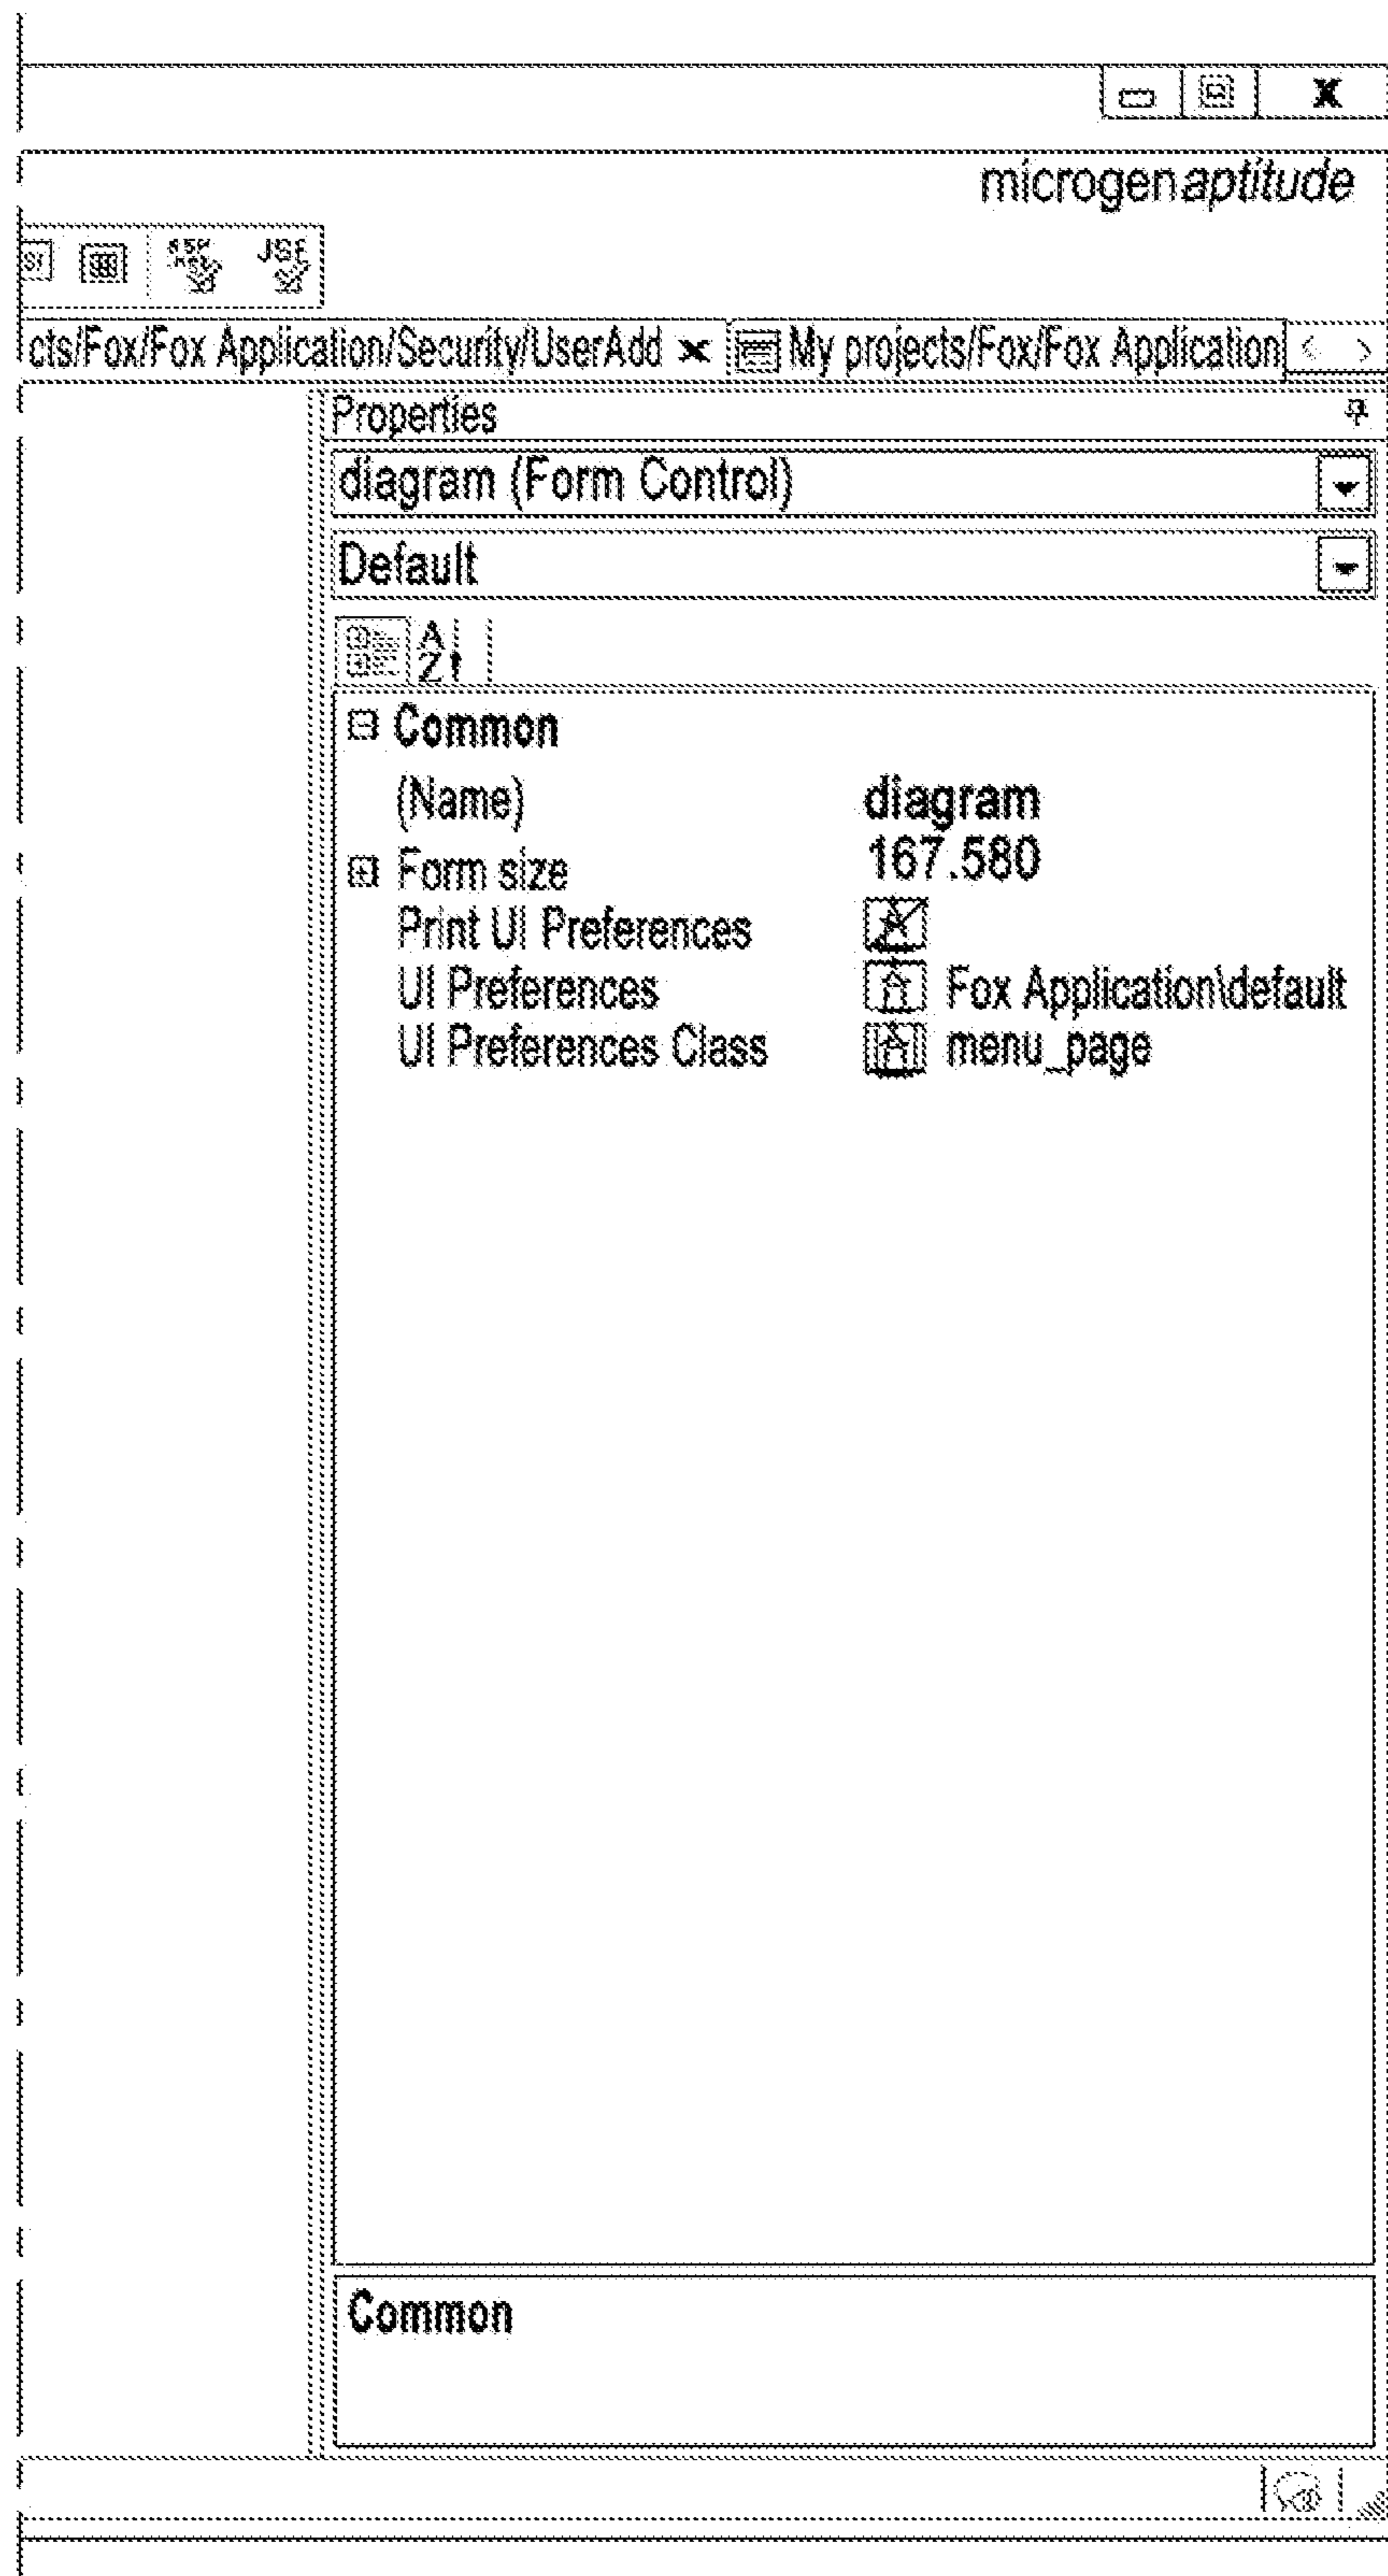 microgenaptitude
JSF
cts/Fox/Fox Application/Security/UserAdd x My projects/Fox/Fox Application < >
Properties
diagram (Form Control)
Default
A
Z
Common
(Name) diagram
Form size 167.580
Print UI Preferences
UI Preferences Fox Application\default
UI Preferences Class menu_page
Common